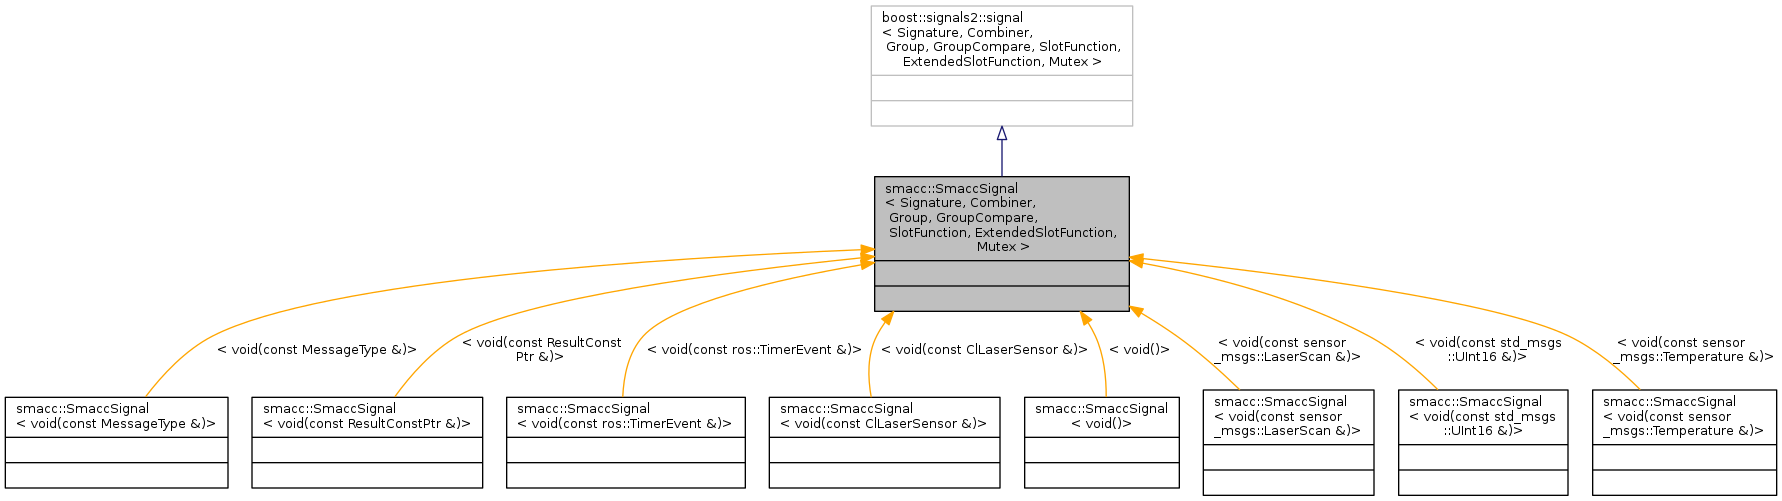 boost::signals2::signal
< Signature, Combiner,
Group, GroupCompare, SlotFunction,
ExtendedSlotFunction, Mutex >
smacc::SmaccSignal
< Signature, Combiner,
Group, GroupCompare,
SlotFunction, ExtendedSlotFunction,
Mutex >
< void(const MessageType &)>
< void(const ResultConst
Ptr &)>
< void(const ros::TimerEvent &)>
< void(const ClLaserSensor &)>
< void()>
< void(const sensor
_msgs::LaserScan &)>
< void(const std_msgs
::UInt16 &)>
< void(const sensor
_msgs::Temperature &)>
smacc::SmaccSignal
< void(const MessageType &)>
smacc::SmaccSignal
< void(const ResultConstPtr &)>
smacc::SmaccSignal
< void(const ros::TimerEvent &)>
smacc::SmaccSignal
< void(const ClLaserSensor &)>
smacc::SmaccSignal
< void()>
smacc::SmaccSignal
< void(const sensor
_msgs::LaserScan &)>
smacc::SmaccSignal
< void(const std_msgs
::UInt16 &)>
smacc::SmaccSignal
< void(const sensor
_msgs::Temperature &)>